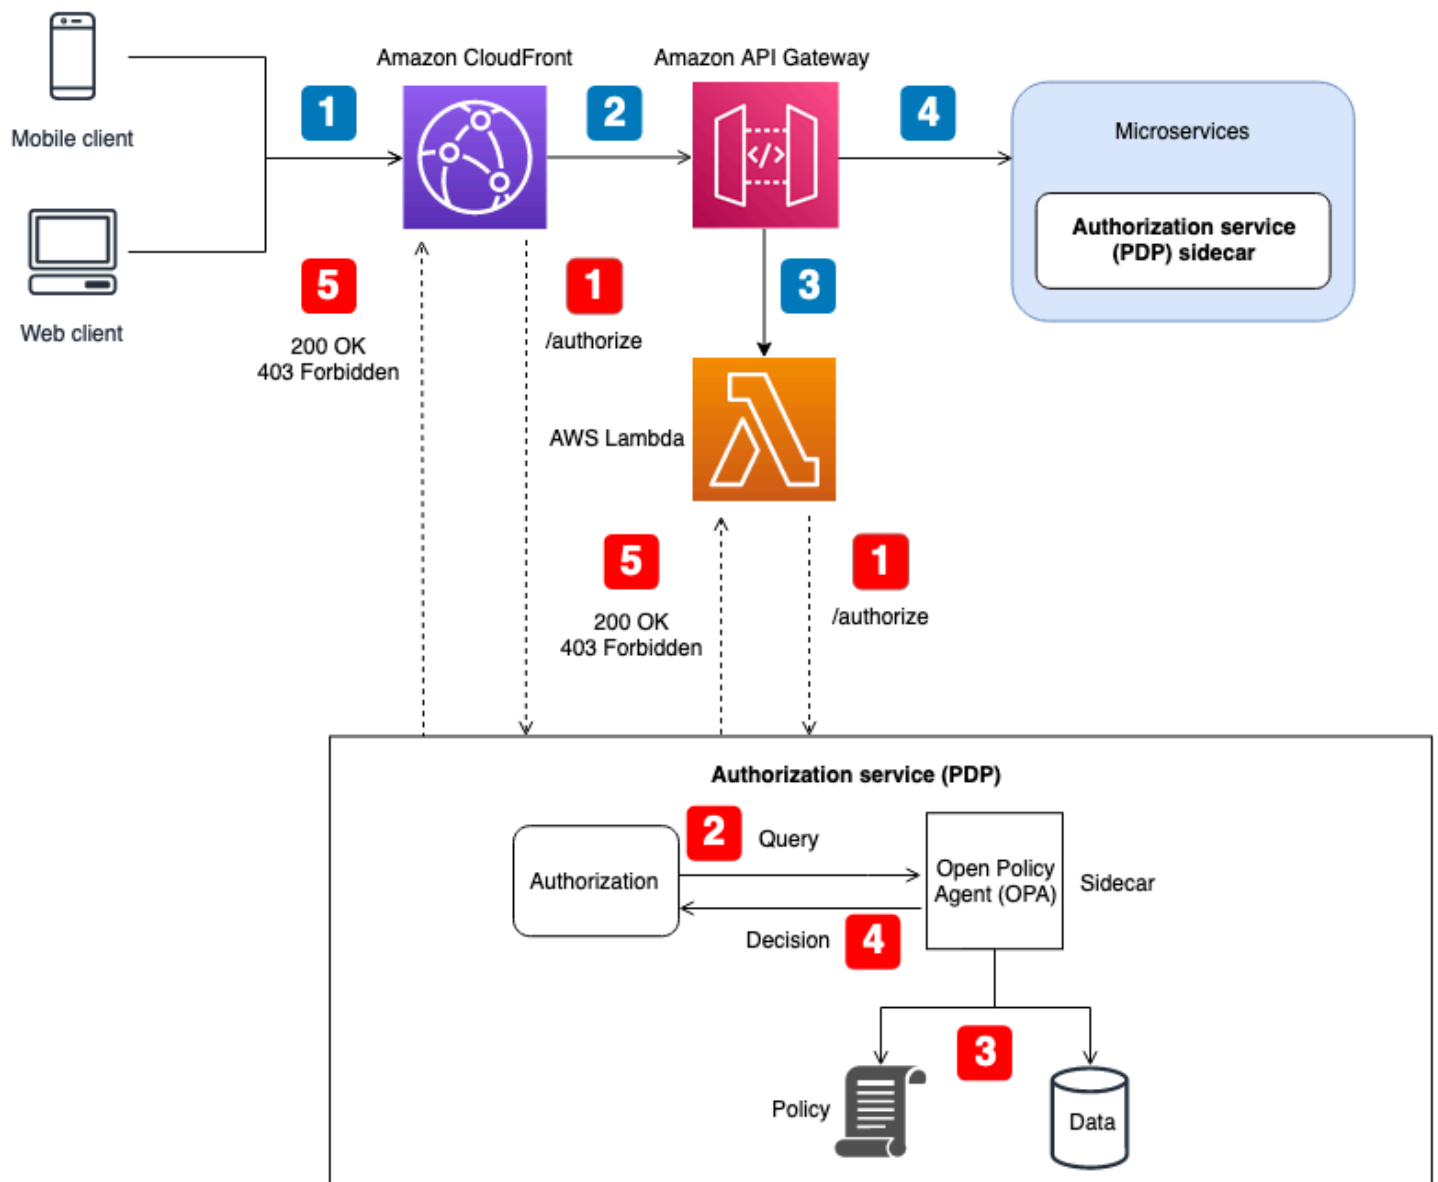 Amazon CloudFront
Amazon API Gateway
1
2
4
Mobile client
Microservices
</>
Authorization service
(PDP) sidecar
5
1
3
Web client
200 OK
403 Forbidden
/authorize
AWS Lambda
5
1
200 OK
403 Forbidden
/authorize
Authorization service (PDP)
2
Query
Authorization
Open Policy
Agent (OPA)
Sidecar
Decision
4
3
Policy
Data